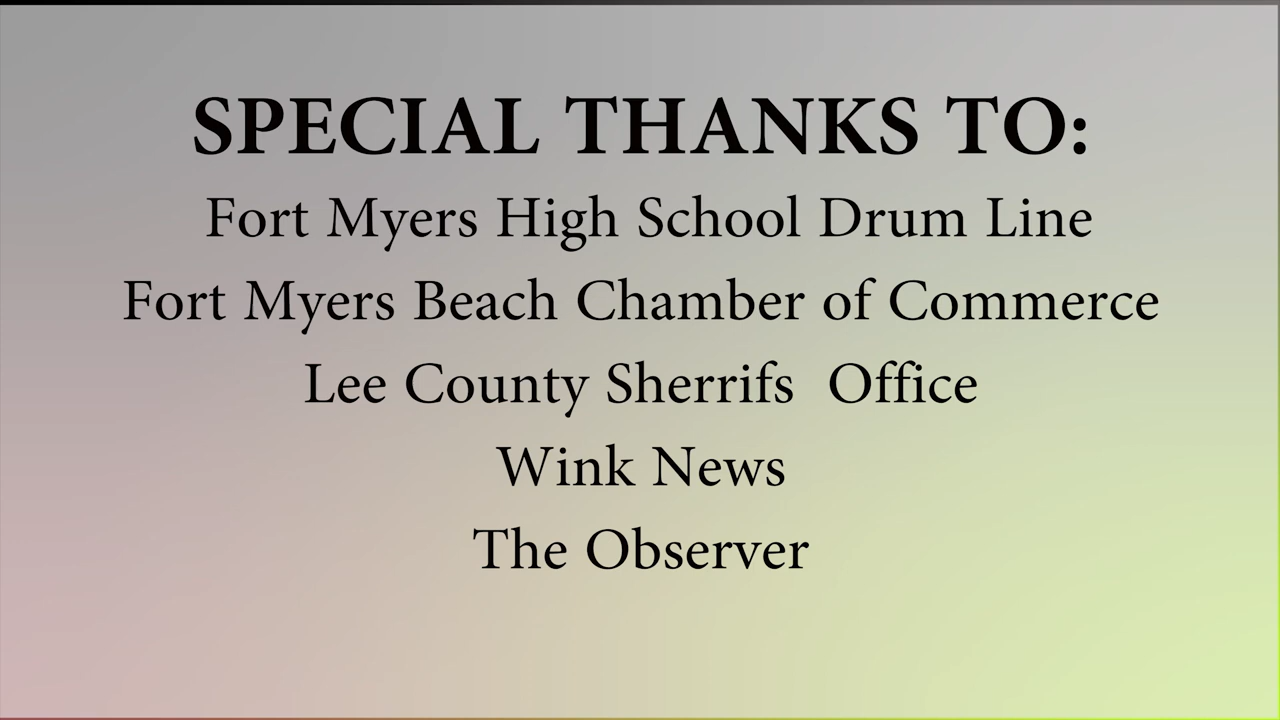 SPECIAL THANKS TO:
Fort Myers High School Drum Line
Fort Myers Beach Chamber of Commerce
Lee County Sherrifs  Office
Wink News
The Observer